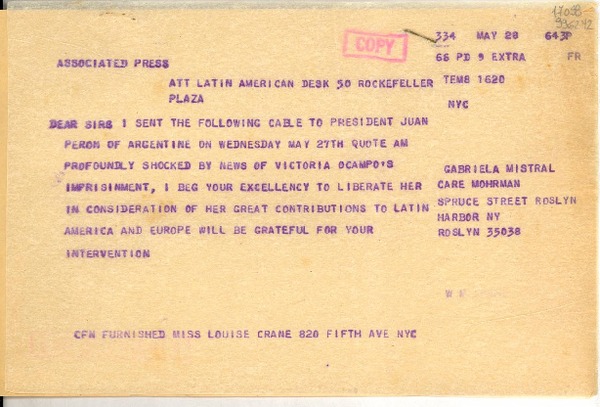 17058-
334 MAY 28 643P
COPY
66 PD 9 EXTRA FR
ASSOCIATED PRESS
ATT LATIN AMERICAN DESK 50 ROCKEFELLER TEM8 1620
PLAZA
NYC
DEAR SIRS I SENT THE FOLLOWING CABLE TO PRESIDENT JUAN
PERON OF ARGENTINE ON WEDNESDAY MAY 27TH QUOTE AM
PROFOUNDLY SHOCKED BY NEWS OF VICTORIA OCAMPO'S
IMPRISINMENT, I BEG YOUR EXCELLENCY TO LIBERATE HER
IN CONSIDERATION OF HER GREAT CONTRIBUTIONS TO LATIN
AMERICA AND EUROPE WILL BE GRATEFUL FOR YOUR
INTERVENTION
GABRIELA MISTRAL
CARE MOHRMAN
SPRUCE STREET ROSLYN
HARBOR NY
ROSLYN 35038
CFN FURNISHED MISS LOUISE CRANE 820 FIFTH AVE NYC